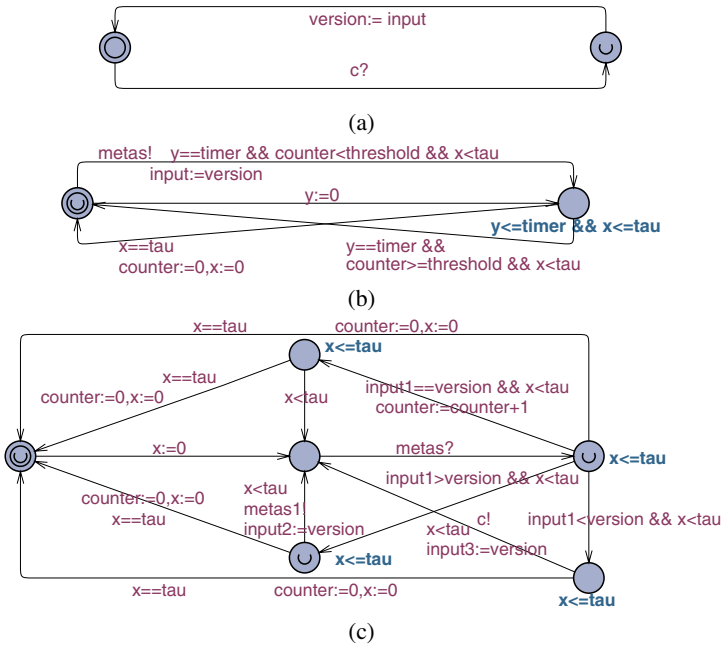 version:= input
c?
(a)
metas! y==timer && counter<threshold && x<tau
input:=version
y:=0
y<=timer && x<=tau
x==tau
counter:=0,x:=0
y==timer &&
counter>=threshold && x<tau
(b)
x==tau counter:=0,x:=0
x<=tau
x==tau
counter:=0,x:=0
x<tau
input1==version && x<tau
counter:=counter+1
x:=0
metas?
x<=tau
input1>version && x<tau
counter:=0,x:=0
x==tau
x<tau
metas1!
input2:=version
x<=tau
c!
x<tau
input3:=version
input1<version && x<tau
x<=tau
x==tau counter:=0,x:=0
(c)